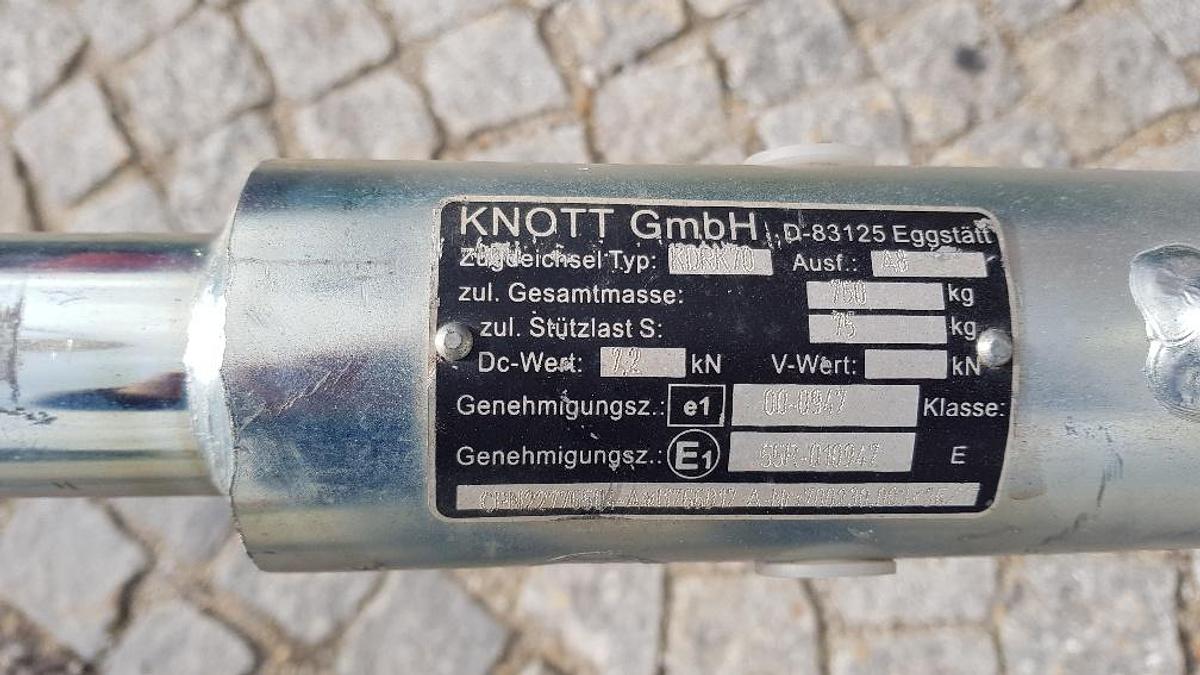 KNOTT GmbH D-83125 Eggstätt
Zugdeichsel Typ: KDRK70 Ausf.: A3
zul. Gesamtmasse: 750 kg
zul. Stützlast S: 75 kg
Dc-Wert: 7,2 kN V-Wert: kN
Genehmigungsz.: e1 00-0947 Klasse:
Genehmigungsz.: E1 55R-010947 E